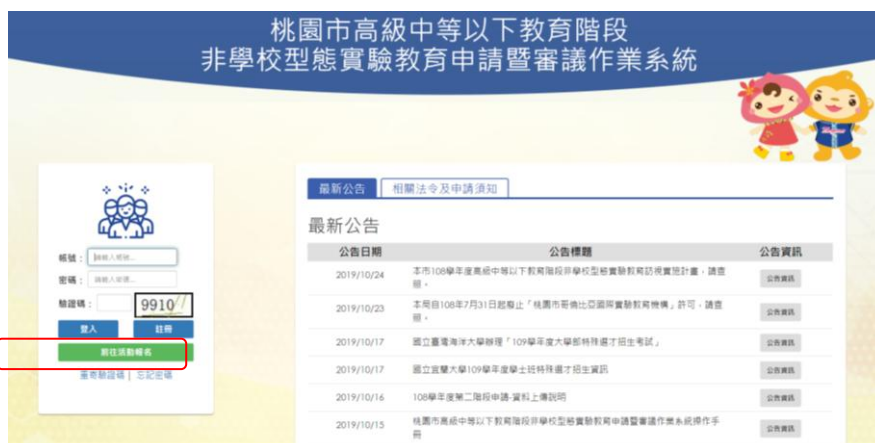 桃園市高級中等以下教育階段
非學校型態實驗教育申請暨審議作業系統
帳號：
請輸入帳號...
密碼：
請輸入密碼...
驗證碼：
9910
登入
註冊
前往活動報名
重寄驗證碼 | 忘記密碼
最新公告
相關法令及申請須知
最新公告
公告日期 公告標題 公告資訊
2019/10/24 本市108學年度高級中等以下教育階段非學校型態實驗教育訪視實施計畫，請查照。 公告資訊
2019/10/23 本局自108年7月31日起廢止「桃園市哥倫比亞國際實驗教育機構」許可，請查照。 公告資訊
2019/10/17 國立臺灣海洋大學辦理「109學年度大學部特殊選才招生考試」 公告資訊
2019/10/17 國立宜蘭大學109學年度學士班特殊選才招生資訊 公告資訊
2019/10/16 108學年度第二階段申請-資料上傳說明 公告資訊
2019/10/15 桃園市高級中等以下教育階段非學校型態實驗教育申請暨審議作業系統操作手冊 公告資訊